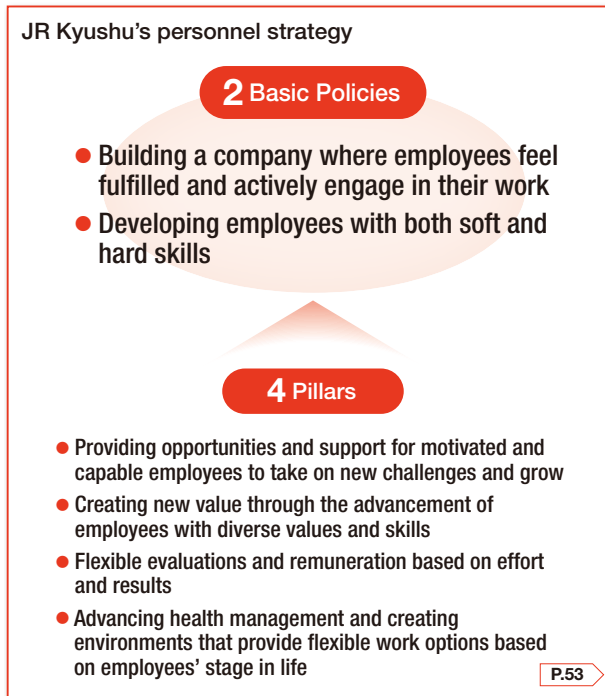 JR Kyushu's personnel strategy
2 Basic Policies
● Building a company where employees feel
fulfilled and actively engage in their work
● Developing employees with both soft and
hard skills
4 Pillars
● Providing opportunities and support for motivated and
capable employees to take on new challenges and grow
● Creating new value through the advancement of
employees with diverse values and skills
● Flexible evaluations and remuneration based on effort
and results
● Advancing health management and creating
environments that provide flexible work options based
on employees' stage in life
P.53